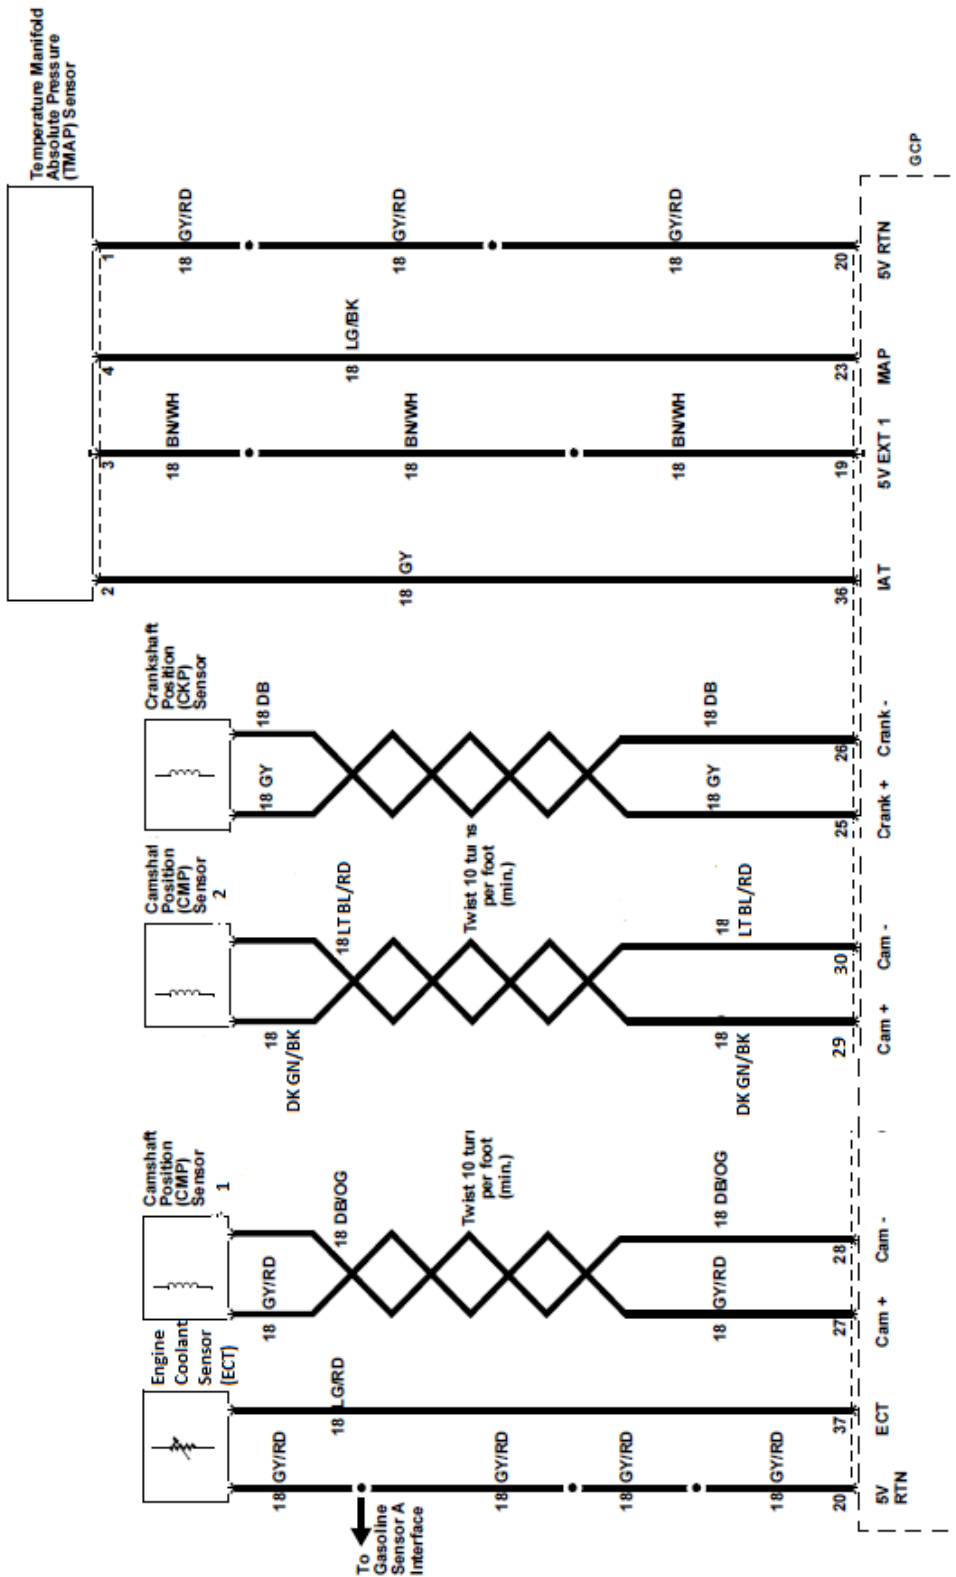 Engine
Coolant
Sensor
(ECT)
18 GY/RD
18 LG/RD
To
Gasoline
Sensor A
Interface
18 GY/RD
18 GY/RD
18 GY/RD
20
37
5V
RTN
ECT
Camshaft
Position
(CMP)
Sensor
1
18 GY/RD
18 DB/OG
Twist 10 turi
per foot
(min.)
18 GY/RD
18 DB/OG
27
28
Cam +
Cam -
Camshaf
Position
(CMP)
Sensor
2
18
DK GN/BK
18 LT BL/RD
Twist 10 tui ns
per foot
(min.)
18
DK GN/BK
18
LT BL/RD
29
30
Cam +
Cam -
Crankshaft
Position
(CKP)
Sensor
18 GY
18 DB
18 GY
18 DB
25
26
Crank +
Crank -
Temperature Manifold
Absolute Pressure
(TMAP) Sensor
2
3
4
1
18 GY
18 BN/WH
18 BN/WH
18 BN/WH
18 LG/BK
18 GY/RD
18 GY/RD
18 GY/RD
36
19
23
20
IAT
5V EXT 1
MAP
5V RTN
GCP